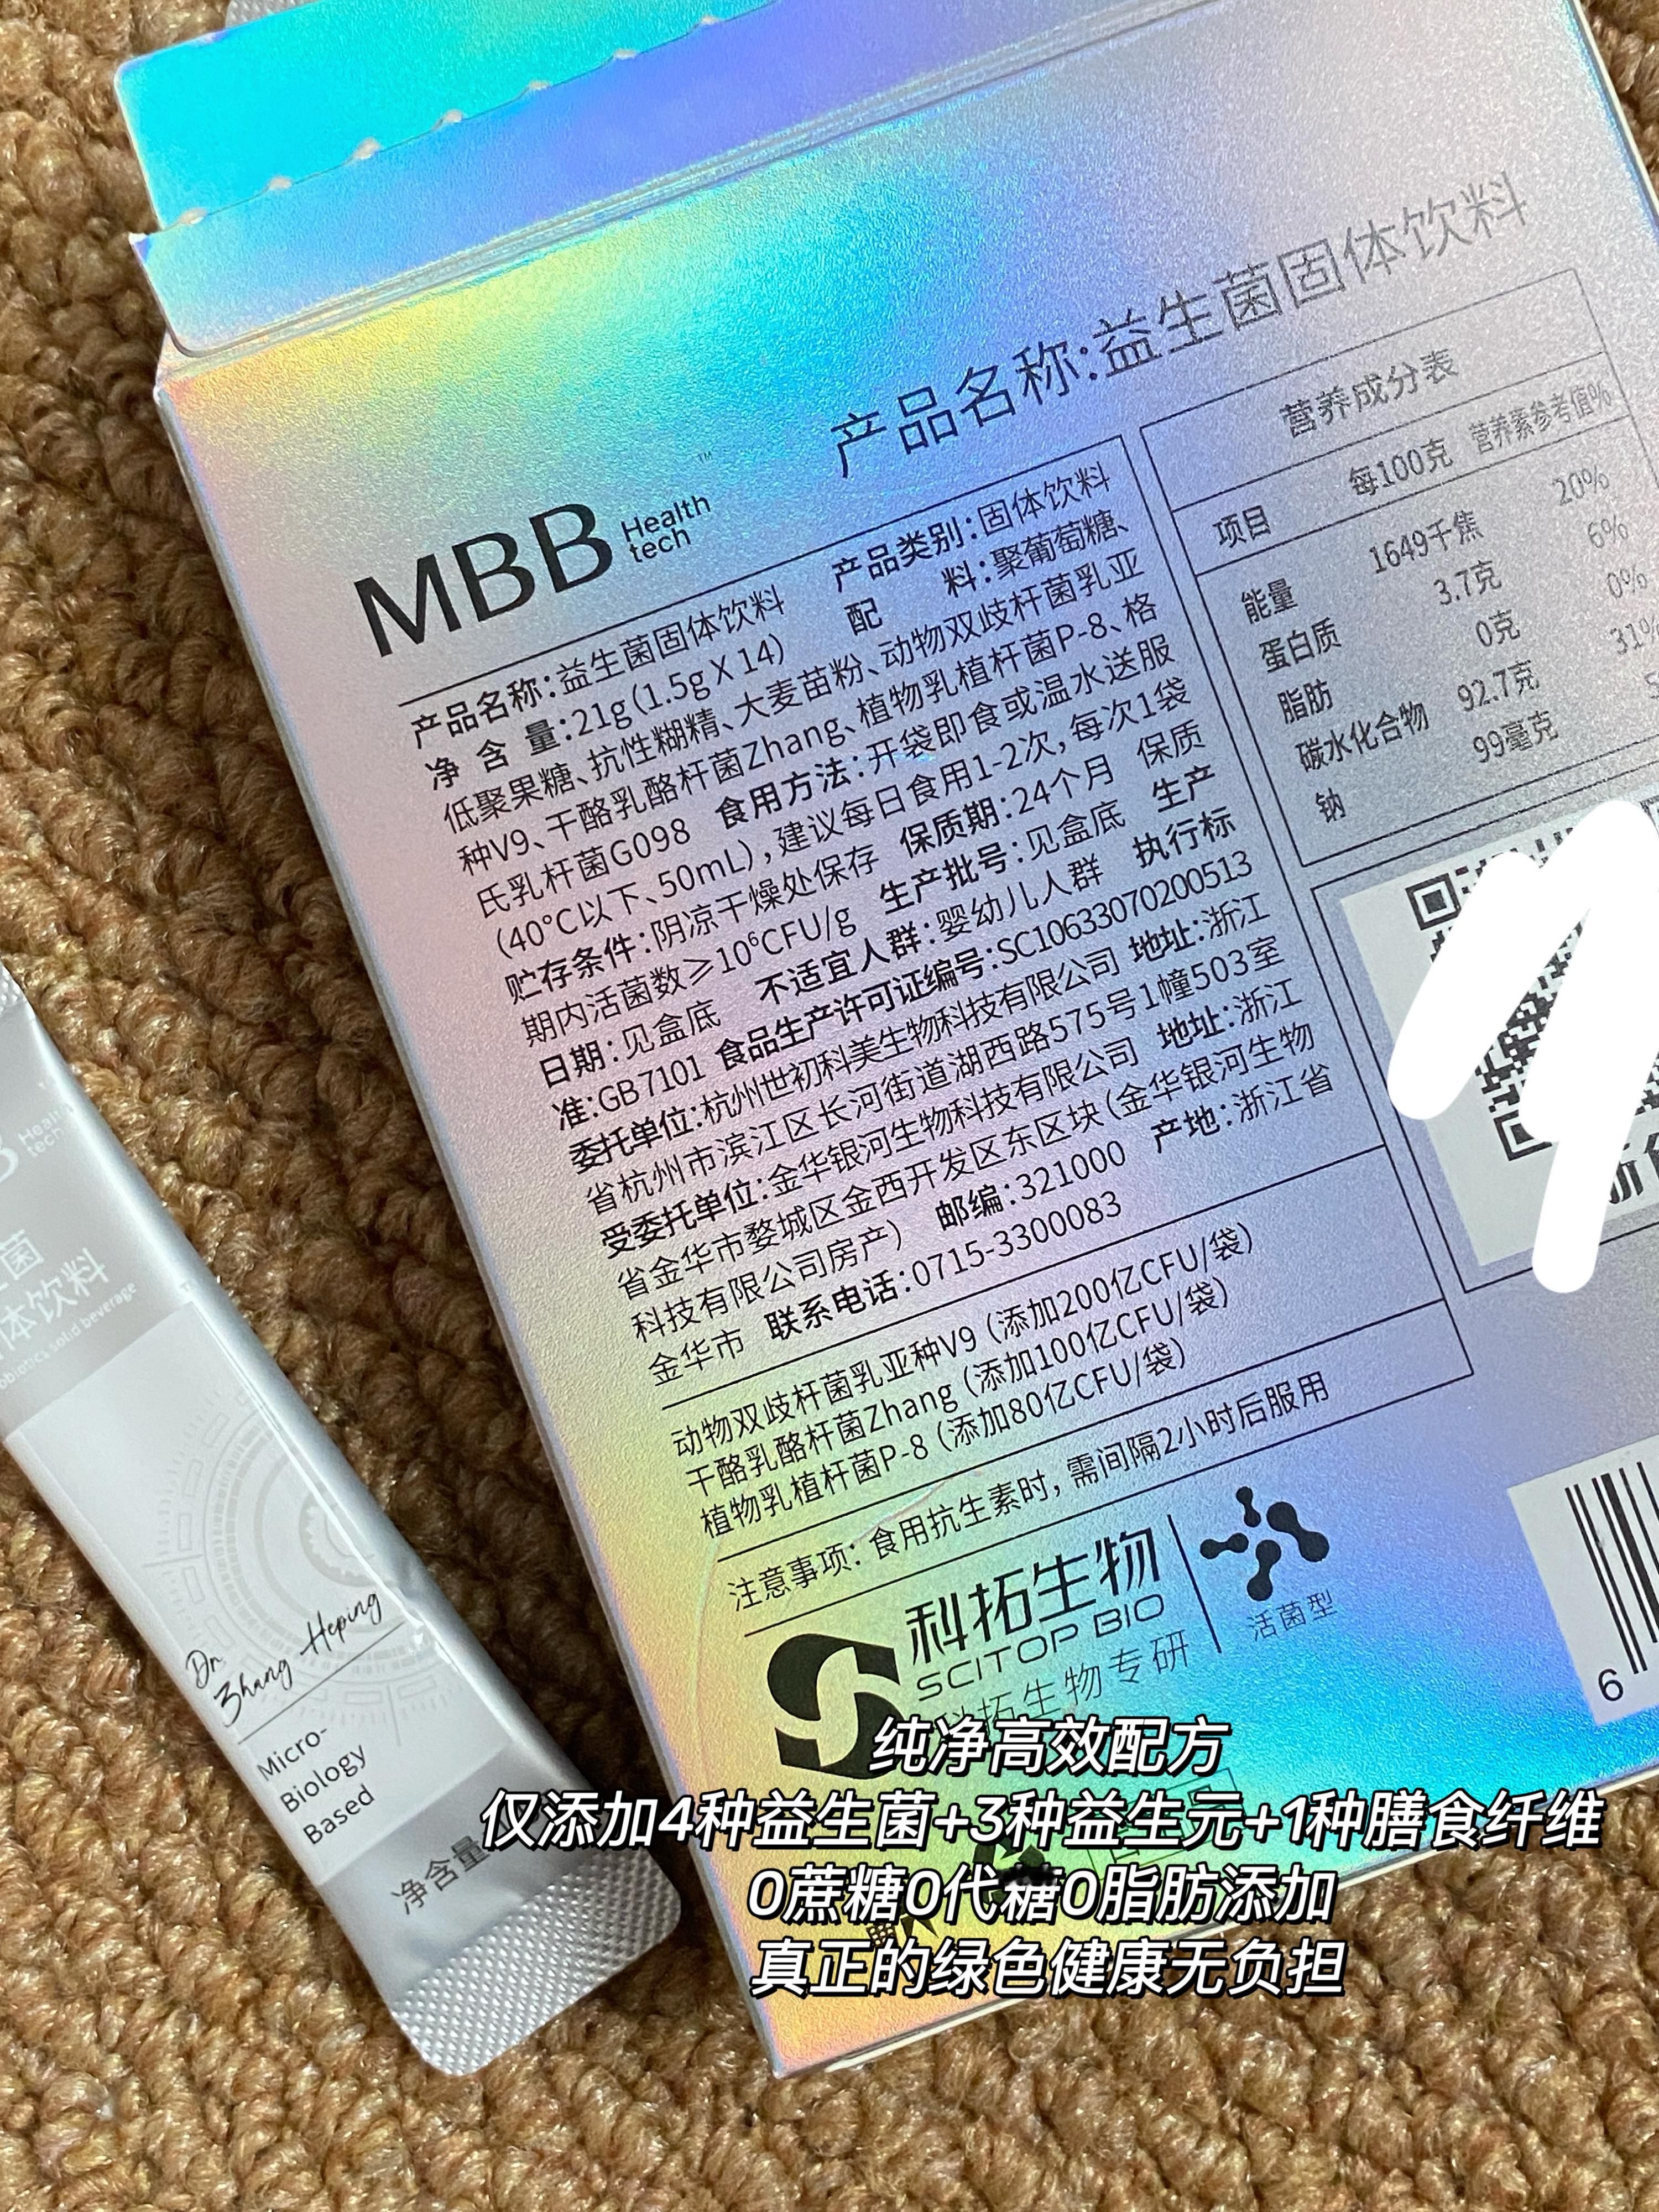 产品名称:益生菌固体饮料
MBB Health tech ™
产品名称:益生菌固体饮料 产品类别:固体饮料
净含量:21g(1.5g X 14) 配料:聚葡萄糖、
低聚果糖、抗性糊精、大麦苗粉、动物双歧杆菌乳亚
种V9、干酪乳酪杆菌Zhang、植物乳植杆菌P-8、格
氏乳杆菌G098 食用方法:开袋即食或温水送服
(40°C以下、50mL),建议每日食用1-2次,每次1袋
贮存条件:阴凉干燥处保存 保质期:24个月 保质
期内活菌数≥10⁶CFU/g 生产批号:见盒底 生产
日期:见盒底 不适宜人群:婴幼儿人群 执行标
准:GB 7101 食品生产许可证编号:SC10633070200513
委托单位:杭州世初科美生物科技有限公司 地址:浙江
省杭州市滨江区长河街道湖西路575号1幢503室
受委托单位:金华银河生物科技有限公司 地址:浙江
省金华市婺城区金西开发区东区块(金华银河生物
科技有限公司房产) 邮编:321000 产地:浙江省
金华市 联系电话:0715-3300083
动物双歧杆菌乳亚种V9(添加200亿CFU/袋)
干酪乳酪杆菌Zhang(添加100亿CFU/袋)
植物乳植杆菌P-8(添加80亿CFU/袋)
注意事项:食用抗生素时,需间隔2小时后服用
科拓生物
SCITOP BIO
科拓生物专研
活菌型
营养成分表
项目 每100克 营养素参考值%
能量 1649千焦 20%
蛋白质 3.7克 6%
脂肪 0克 0%
碳水化合物 92.7克 31%
钠 99毫克
6
Health
tech
菌
体饮料
solid beverage
Dr.
Zhang Heping
Micro-
Biology
Based
净含量
纯净高效配方
仅添加4种益生菌+3种益生元+1种膳食纤维
0蔗糖0代糖0脂肪添加
真正的绿色健康无负担